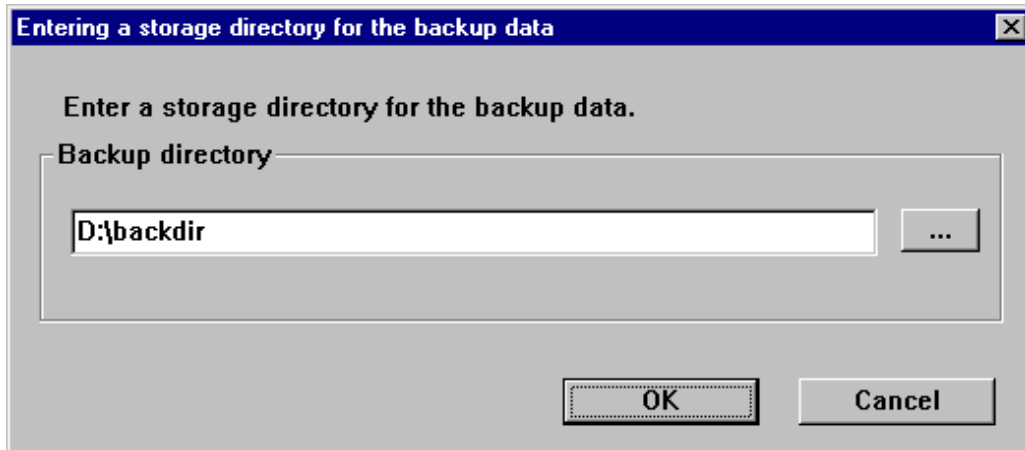 Entering a storage directory for the backup data
Enter a storage directory for the backup data.
Backup directory
D:\backdir
...
OK
Cancel